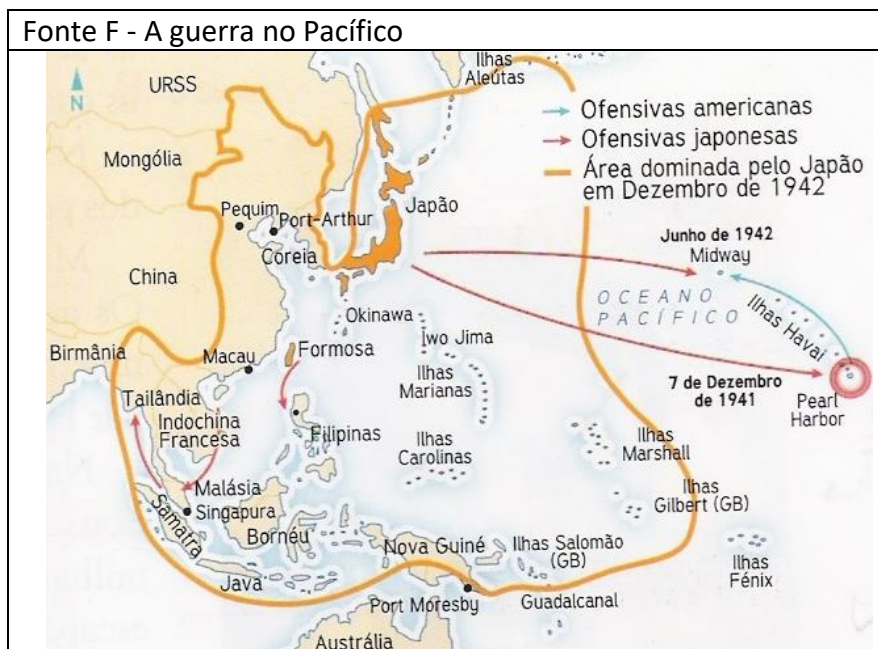 Fonte F - A guerra no Pacífico
Ilhas
Aleútas
URSS
N
Ofensivas americanas
Ofensivas japonesas
Área dominada pelo Japão
em Dezembro de 1942
Mongólia
Pequim
Port-Arthur
Japão
Coreia
China
Junho de 1942
Midway
OCEANO
PACÍFICO
Ilhas Havai
Okinawa
Iwo Jima
Birmânia
Macau
Formosa
Ilhas
Marianas
7 de Dezembro
de 1941
Pearl
Harbor
Tailândia
Indochina
Francesa
Filipinas
Ilhas
Carolinas
Ilhas
Marshall
Malásia
Singapura
Samatra
Bornéu
Ilhas
Gilbert (GB)
Nova Guiné
Ilhas Salomão
(GB)
Ilhas
Fénix
Java
Port Moresby
Guadalcanal
Austrália